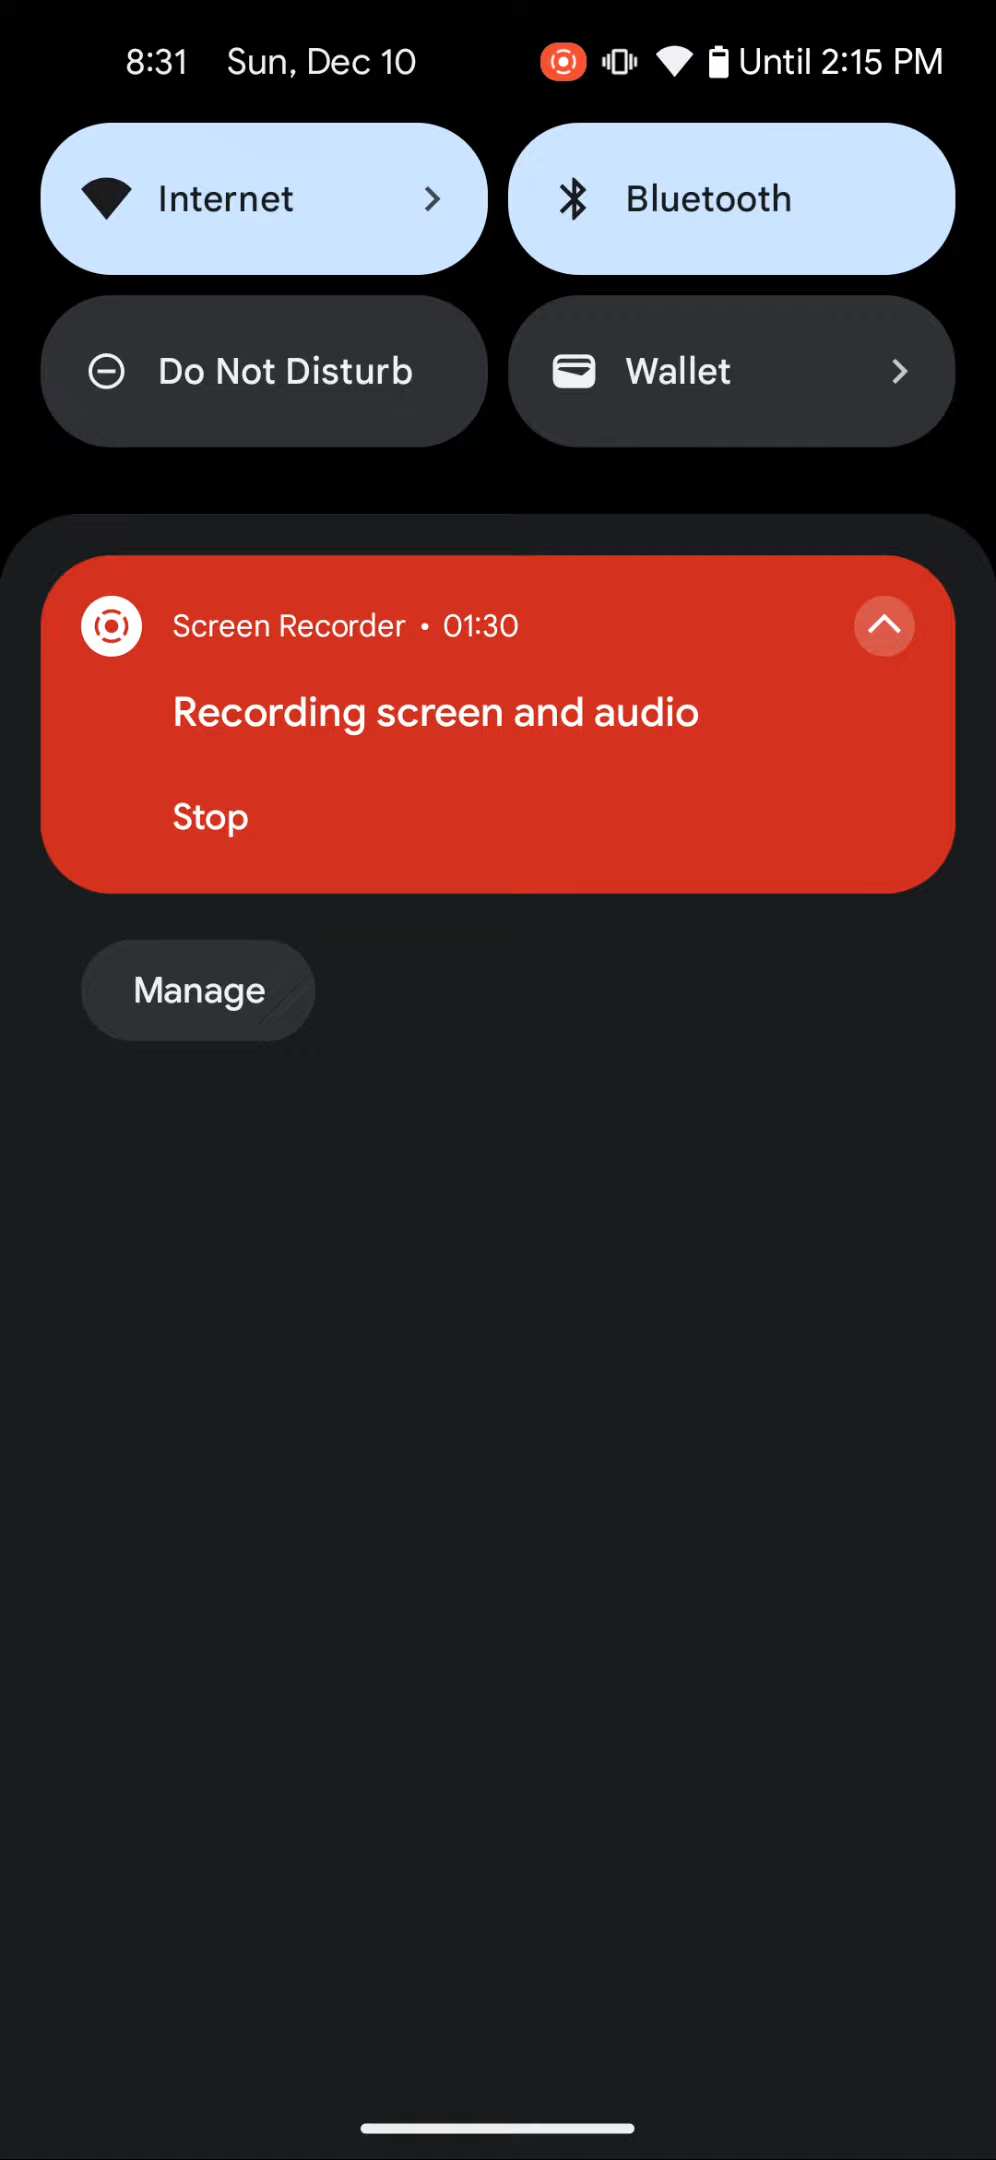 8:31 Sun, Dec 10 Until 2:15 PM
Internet Bluetooth
Do Not Disturb Wallet
Screen Recorder • 01:30
Recording screen and audio
Stop
Manage